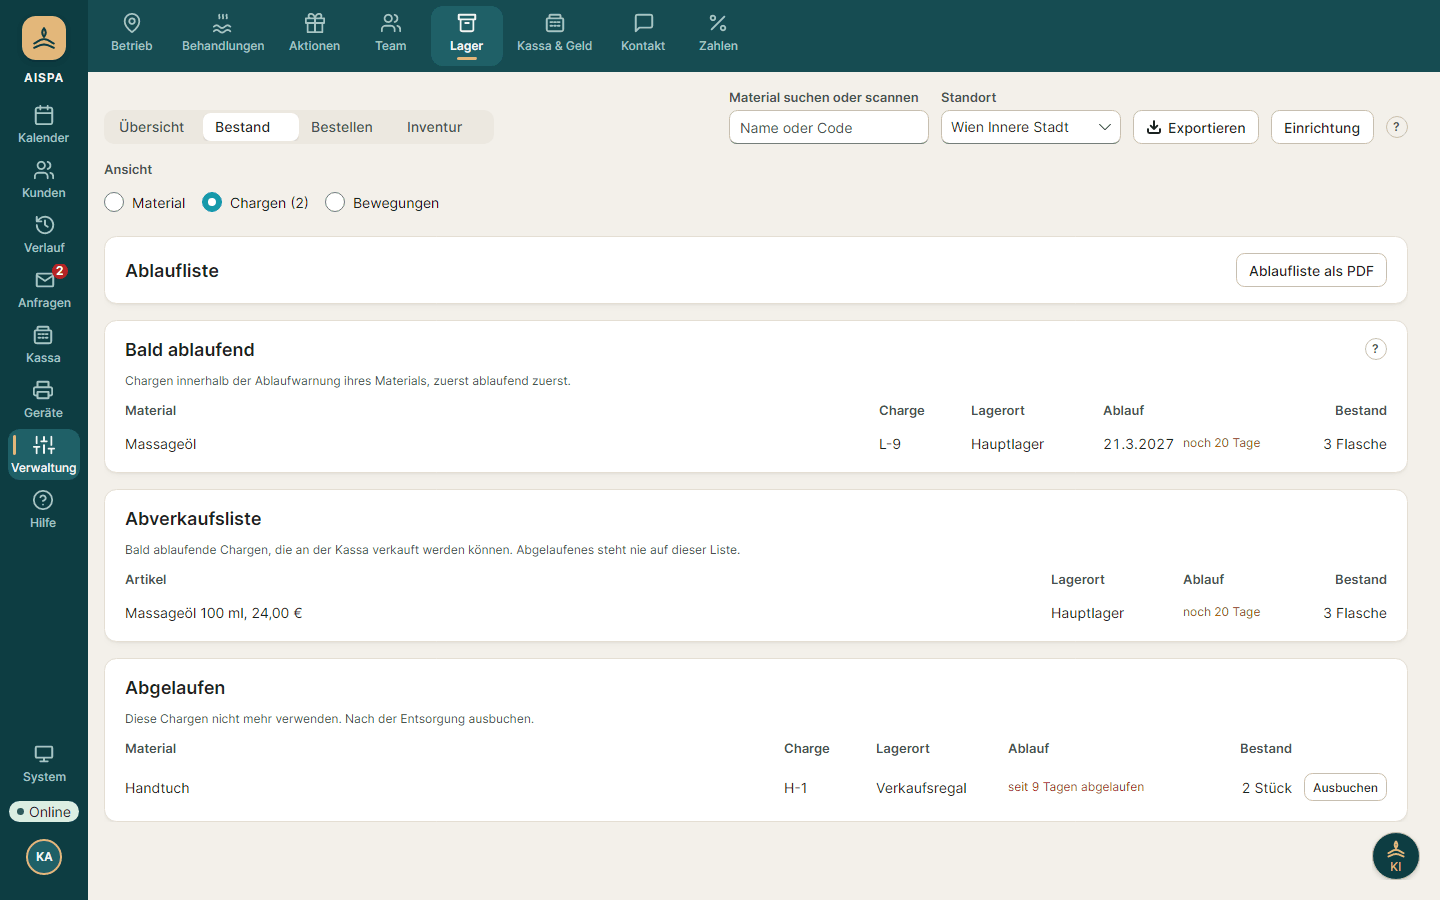 AISPA
Kalender
Kunden
Verlauf
2
Anfragen
Kassa
Geräte
Verwaltung
Hilfe
System
Online
KA
Betrieb
Behandlungen
Aktionen
Team
Lager
Kassa & Geld
Kontakt
Zahlen
Übersicht
Bestand
Bestellen
Inventur
Material suchen oder scannen
Name oder Code
Standort
Wien Innere Stadt
Exportieren
Einrichtung
?
Ansicht
Material
Chargen (2)
Bewegungen
Ablaufliste
Ablaufliste als PDF
Bald ablaufend
?
Chargen innerhalb der Ablaufwarnung ihres Materials, zuerst ablaufend zuerst.
Material Charge Lagerort Ablauf Bestand
Massageöl L-9 Hauptlager 21.3.2027 noch 20 Tage 3 Flasche
Abverkaufsliste
Bald ablaufende Chargen, die an der Kassa verkauft werden können. Abgelaufenes steht nie auf dieser Liste.
Artikel Lagerort Ablauf Bestand
Massageöl 100 ml, 24,00 € Hauptlager noch 20 Tage 3 Flasche
Abgelaufen
Diese Chargen nicht mehr verwenden. Nach der Entsorgung ausbuchen.
Material Charge Lagerort Ablauf Bestand
Handtuch H-1 Verkaufsregal seit 9 Tagen abgelaufen 2 Stück Ausbuchen
KI